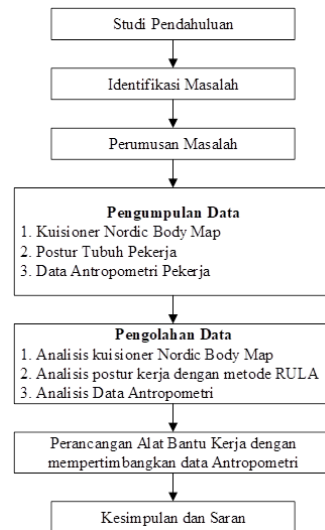 Studi Pendahuluan
Identifikasi Masalah
Perumusan Masalah
Pengumpulan Data
1. Kuisioner Nordic Body Map
2. Postur Tubuh Pekerja
3. Data Antropometri Pekerja
Pengolahan Data
1. Analisis kuisioner Nordic Body Map
2. Analisis postur kerja dengan metode RULA
3. Analisis Data Antropometri
Perancangan Alat Bantu Kerja dengan
mempertimbangkan data Antropometri
Kesimpulan dan Saran